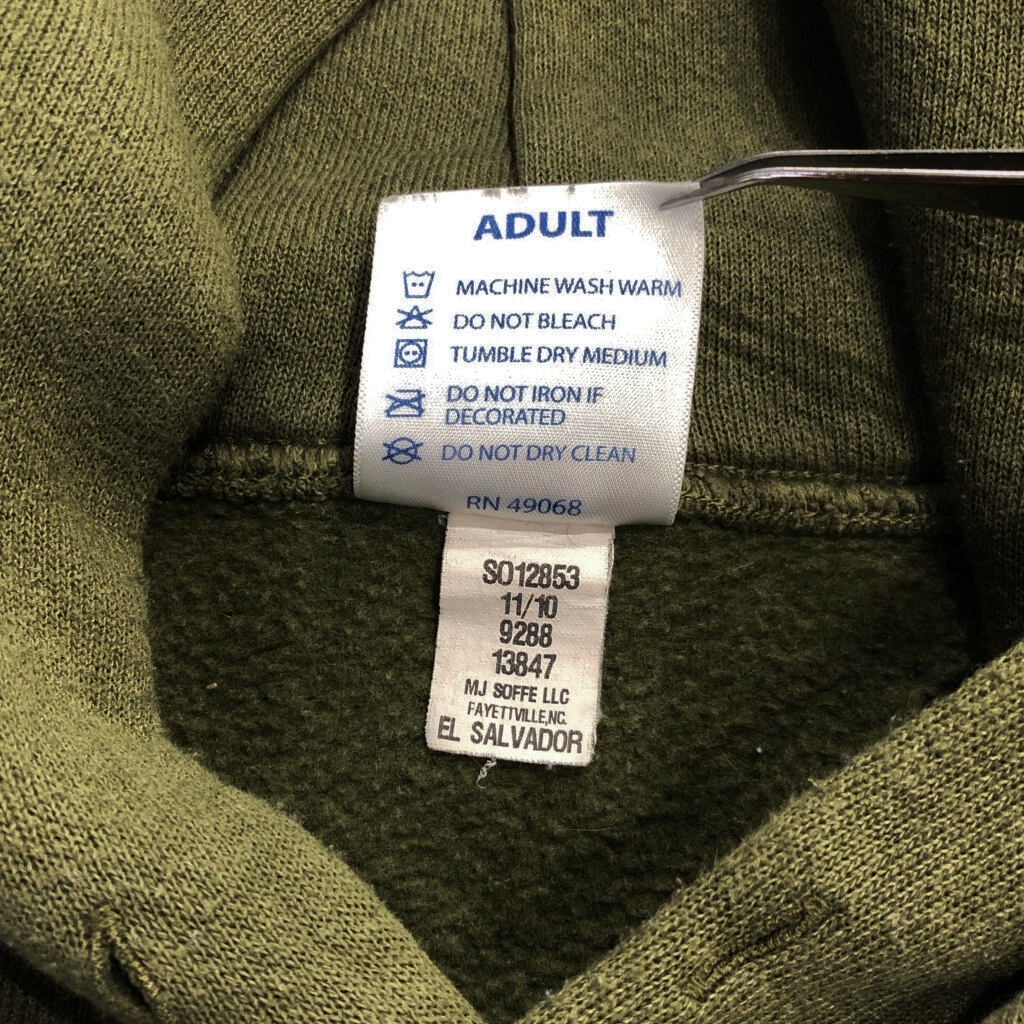 ADULT
MACHINE WASH WARM
DO NOT BLEACH
TUMBLE DRY MEDIUM
DO NOT IRON IF
DECORATED
DO NOT DRY CLEAN
RN 49068
SO12853
11/10
9288
13847
MJ SOFFE LLC
FAYETTVILLE,NC.
EL SALVADOR